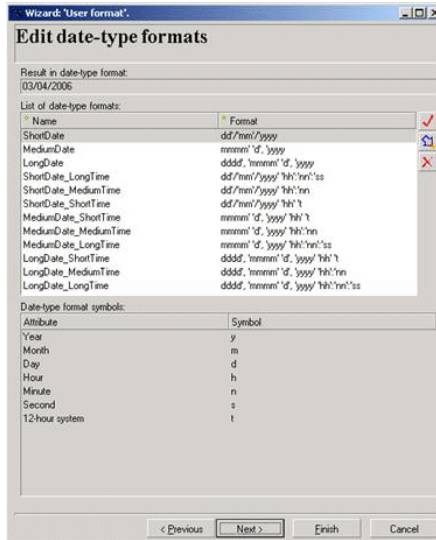 Wizard: 'User format'.
Edit date-type formats
Result in date-type format:
03/04/2006
List of date-type formats:
Name Format
ShortDate dd'/'mm'/'yyyy
MediumDate mmmm' 'd', 'yyyy
LongDate dddd', 'mmmm' 'd', 'yyyy
ShortDate_LongTime dd'/'mm'/'yyyy' 'hh':'nn':'ss
ShortDate_MediumTime dd'/'mm'/'yyyy' 'hh':'nn
ShortDate_ShortTime dd'/'mm'/'yyyy' 'hh' 't
MediumDate_ShortTime mmmm' 'd', 'yyyy' 'hh' 't
MediumDate_MediumTime mmmm' 'd', 'yyyy' 'hh':'nn
MediumDate_LongTime mmmm' 'd', 'yyyy' 'hh':'nn':'ss
LongDate_ShortTime dddd', 'mmmm' 'd', 'yyyy' 'hh' 't
LongDate_MediumTime dddd', 'mmmm' 'd', 'yyyy' 'hh':'nn
LongDate_LongTime dddd', 'mmmm' 'd', 'yyyy' 'hh':'nn':'ss
Date-type format symbols:
Attribute Symbol
Year y
Month m
Day d
Hour h
Minute n
Second s
12-hour system t
< Previous Next > Finish Cancel